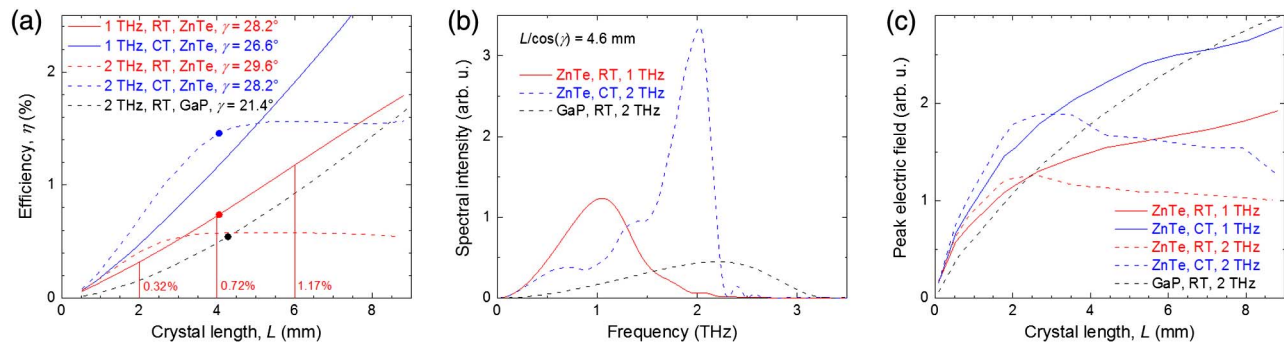 (a)
2
1
0
Efficiency, η (%)
1 THz, RT, ZnTe, γ = 28.2°
1 THz, CT, ZnTe, γ = 26.6°
2 THz, RT, ZnTe, γ = 29.6°
2 THz, CT, ZnTe, γ = 28.2°
2 THz, RT, GaP, γ = 21.4°
0.32%
0.72%
1.17%
0 2 4 6 8
Crystal length, L (mm)
(b)
3
2
1
0
Spectral intensity (arb. u.)
L/cos(γ) = 4.6 mm
ZnTe, RT, 1 THz
ZnTe, CT, 2 THz
GaP, RT, 2 THz
0 1 2 3
Frequency (THz)
(c)
3
2
1
0
Peak electric field (arb. u.)
ZnTe, RT, 1 THz
ZnTe, CT, 1 THz
ZnTe, RT, 2 THz
ZnTe, CT, 2 THz
GaP, RT, 2 THz
0 2 4 6 8
Crystal length, L (mm)